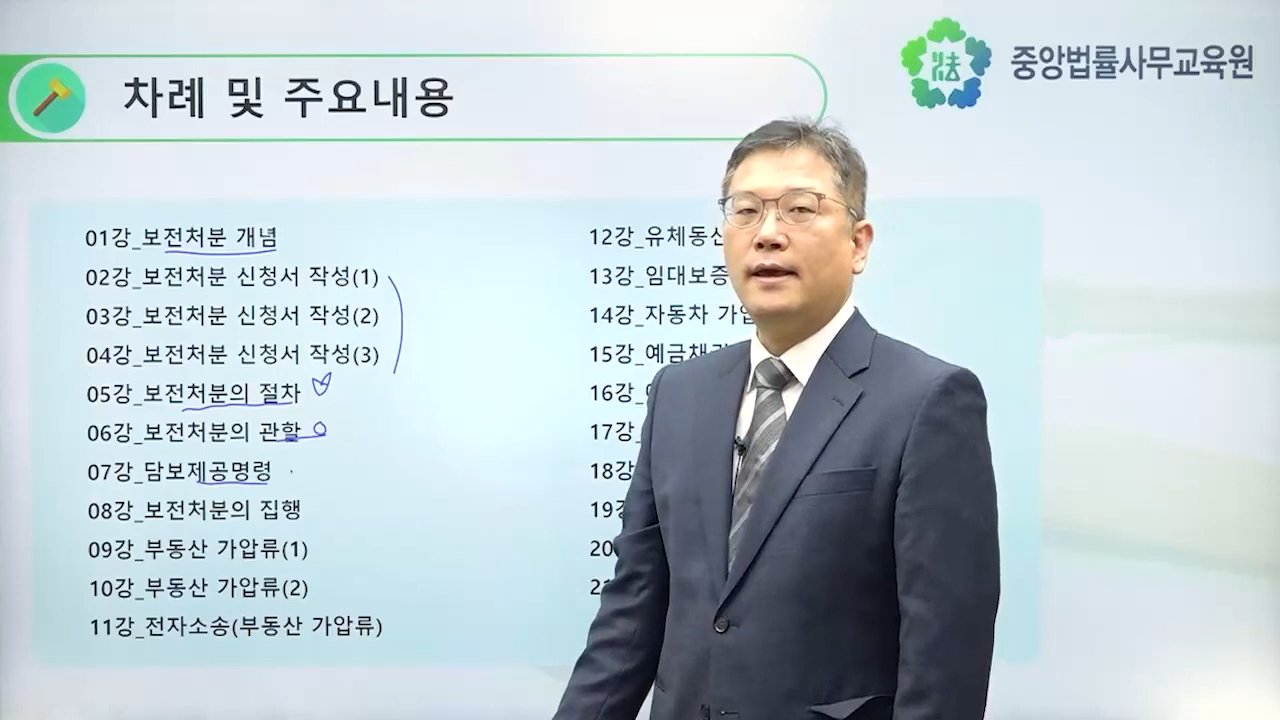 차례 및 주요내용
중앙법률사무교육원
01강_보전처분 개념
02강_보전처분 신청서 작성(1)
03강_보전처분 신청서 작성(2)
04강_보전처분 신청서 작성(3)
05강_보전처분의 절차
06강_보전처분의 관할
07강_담보제공명령
08강_보전처분의 집행
09강_부동산 가압류(1)
10강_부동산 가압류(2)
11강_전자소송(부동산 가압류)
12강_유체동산
13강_임대보증
14강_자동차 가압
15강_예금채권
16강_
17강_
18강
19강
20
21